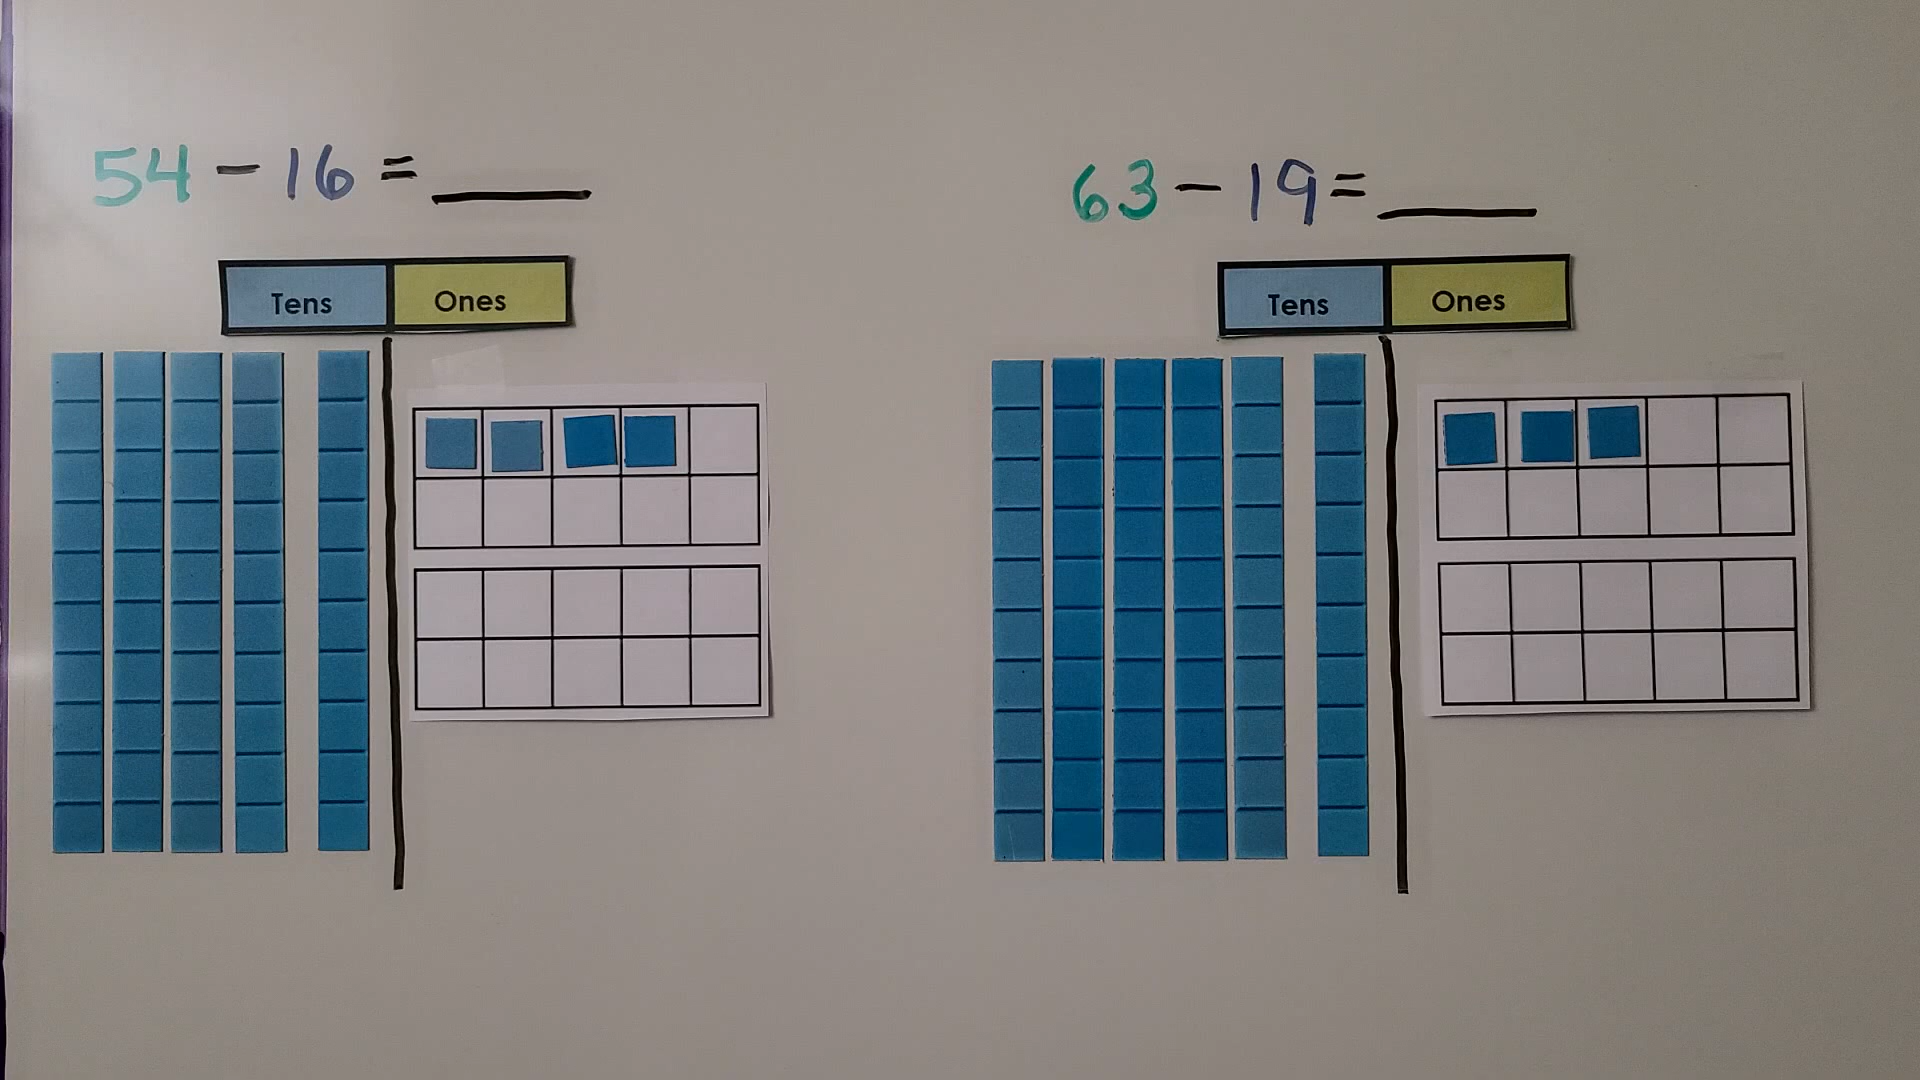 54 - 16 = ____
Tens Ones
63 - 19 = ____
Tens Ones